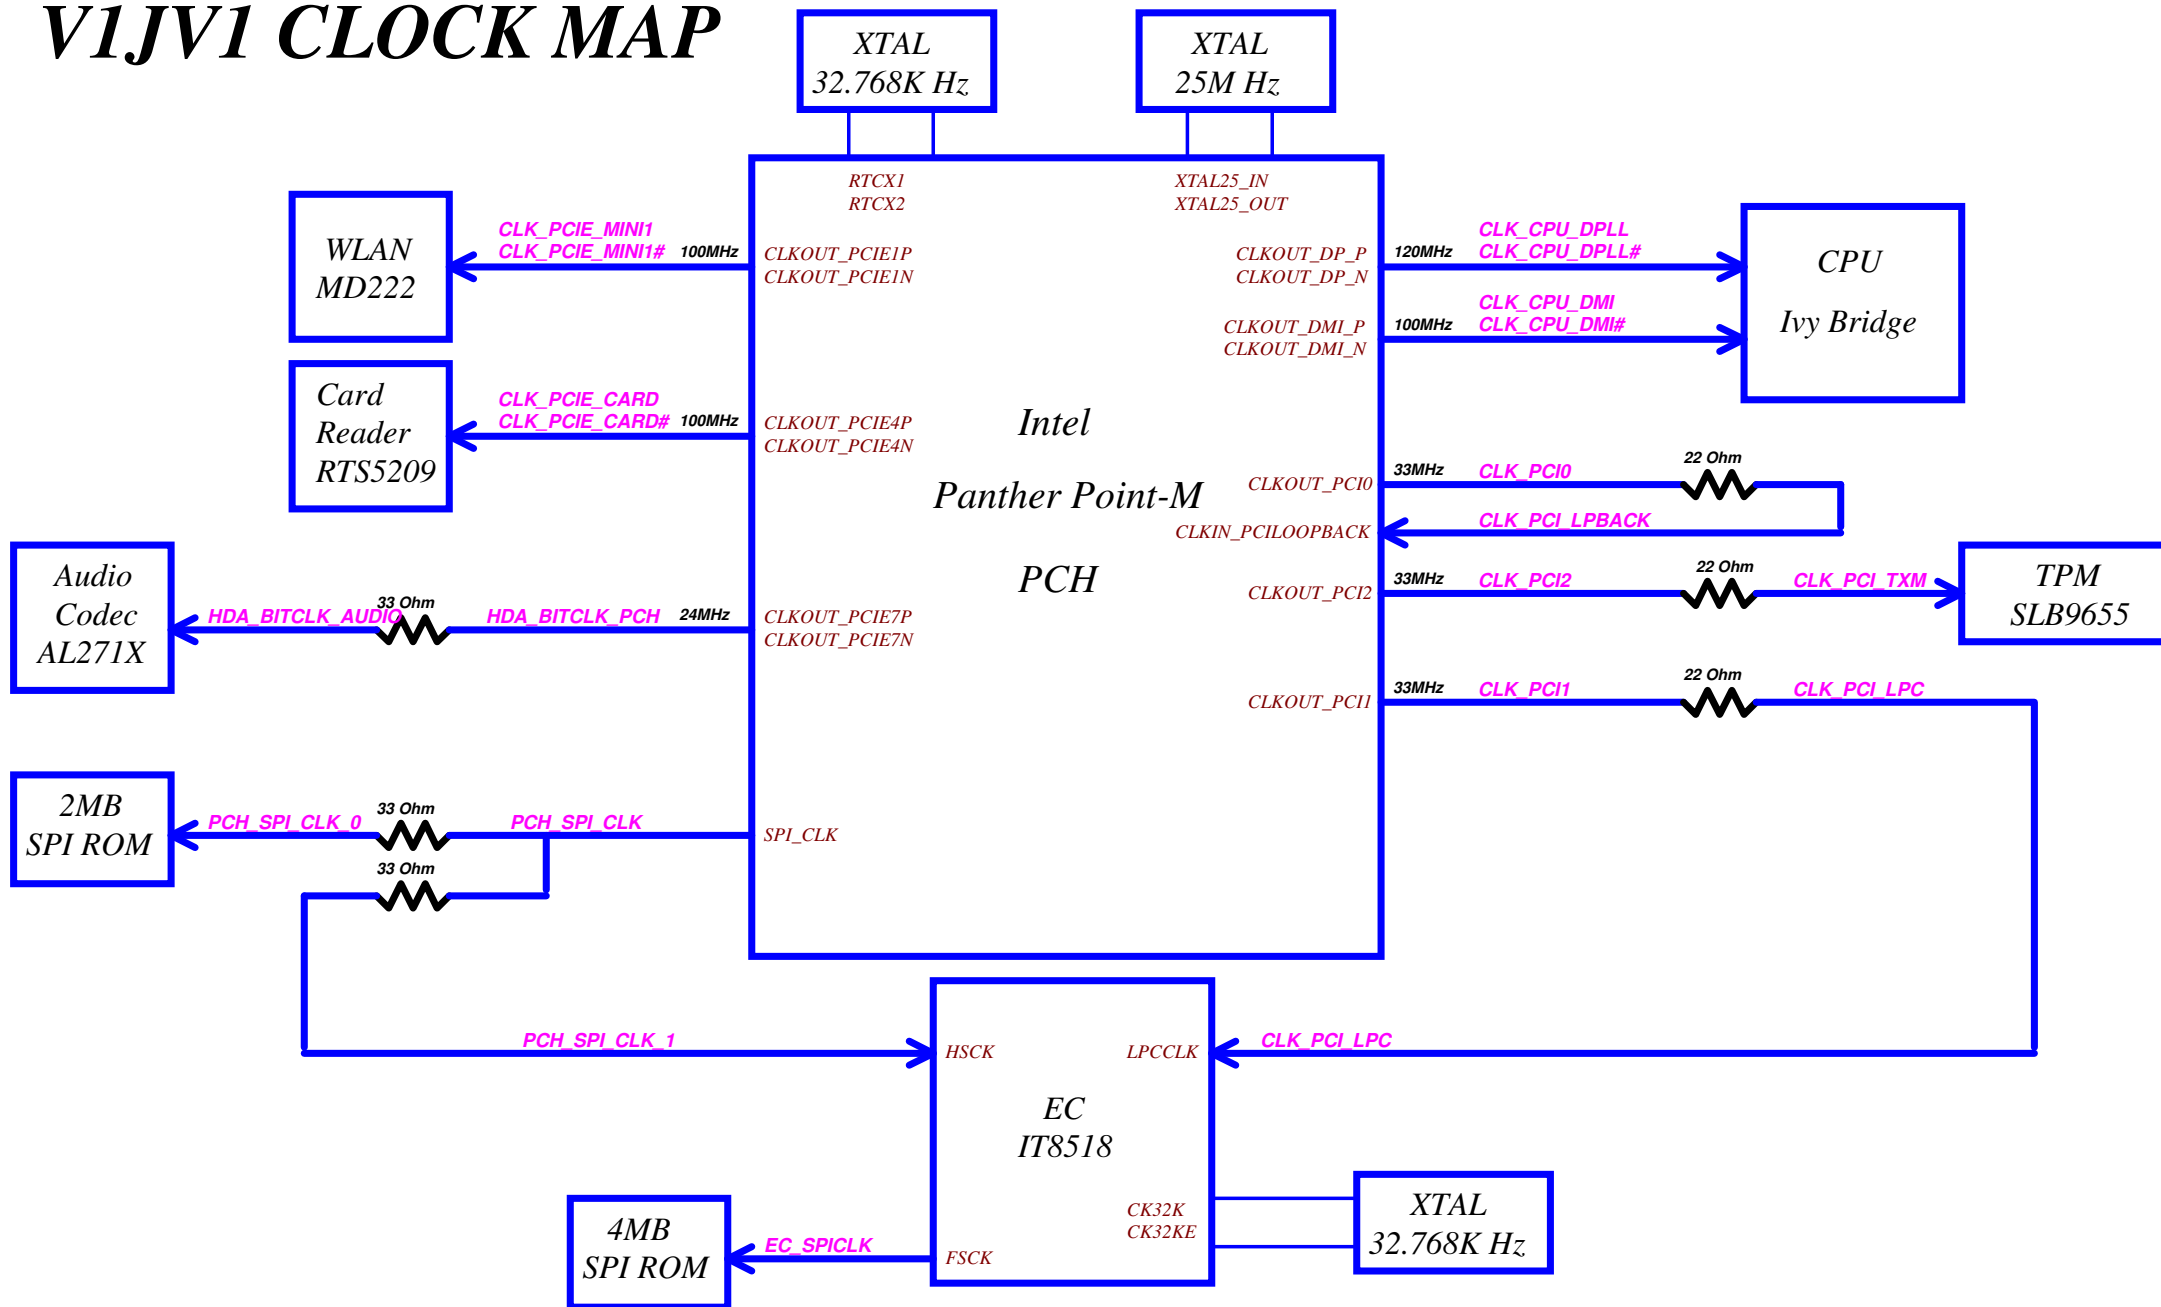 V1JV1 CLOCK MAP
XTAL
32.768K Hz
XTAL
25M Hz
RTCX1
RTCX2
XTAL25_IN
XTAL25_OUT
WLAN
MD222
CLK_PCIE_MINI1
CLK_PCIE_MINI1# 100MHz
CLKOUT_PCIE1P
CLKOUT_PCIE1N
CLKOUT_DP_P
CLKOUT_DP_N
120MHz
CLK_CPU_DPLL
CLK_CPU_DPLL#
CLKOUT_DMI_P
CLKOUT_DMI_N
100MHz
CLK_CPU_DMI
CLK_CPU_DMI#
CPU
Ivy Bridge
Card
Reader
RTS5209
CLK_PCIE_CARD
CLK_PCIE_CARD# 100MHz
CLKOUT_PCIE4P
CLKOUT_PCIE4N
Intel
Panther Point-M
PCH
CLKOUT_PCI0
33MHz
CLK_PCI0
22 Ohm
CLKIN_PCILOOPBACK
CLK_PCI_LPBACK
Audio
Codec
AL271X
HDA_BITCLK_AUDIO
33 Ohm
HDA_BITCLK_PCH
24MHz
CLKOUT_PCIE7P
CLKOUT_PCIE7N
CLKOUT_PCI2
33MHz
CLK_PCI2
22 Ohm
CLK_PCI_TXM
TPM
SLB9655
CLKOUT_PCI1
33MHz
CLK_PCI1
22 Ohm
CLK_PCI_LPC
2MB
SPI ROM
PCH_SPI_CLK_0
33 Ohm
PCH_SPI_CLK
SPI_CLK
33 Ohm
PCH_SPI_CLK_1
HSCK
LPCCLK
CLK_PCI_LPC
EC
IT8518
CK32K
CK32KE
XTAL
32.768K Hz
4MB
SPI ROM
EC_SPICLK
FSCK